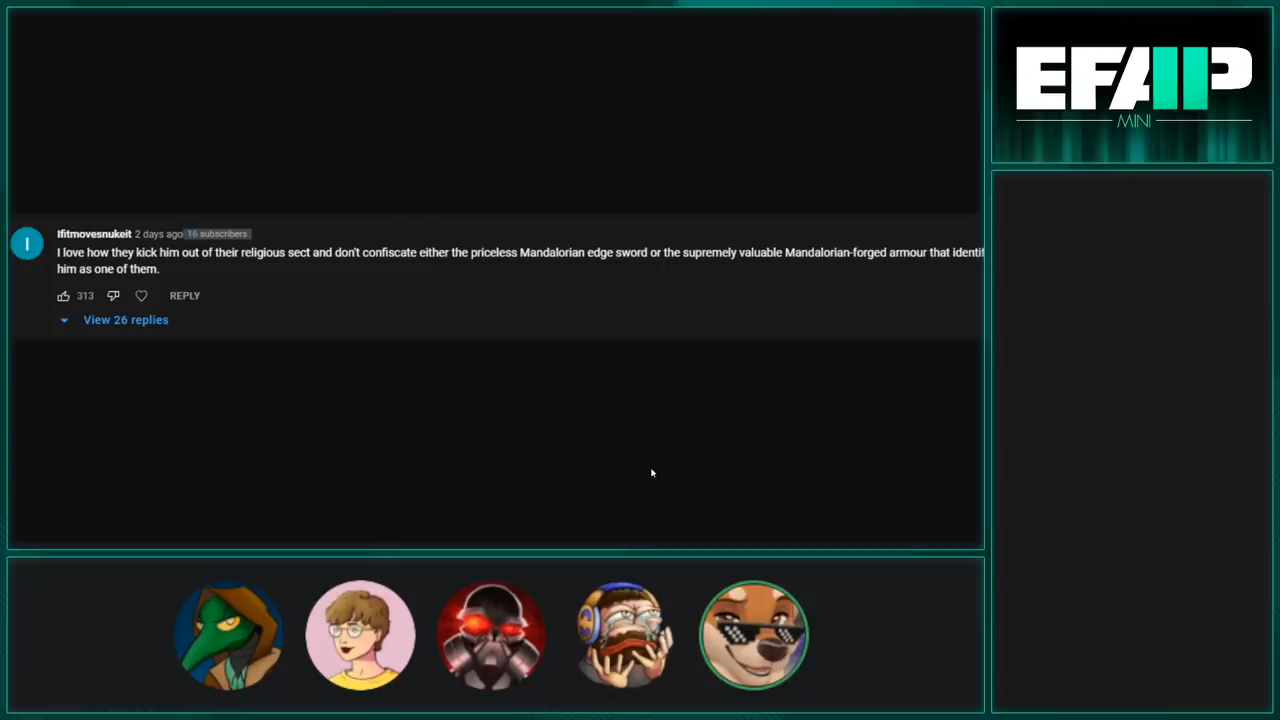 EFAP
MINI
Ifitmovesnukeit 2 days ago 16 subscribers
I love how they kick him out of their religious sect and don't confiscate either the priceless Mandalorian edge sword or the supremely valuable Mandalorian-forged armour that identif
him as one of them.
313 REPLY
View 26 replies
I